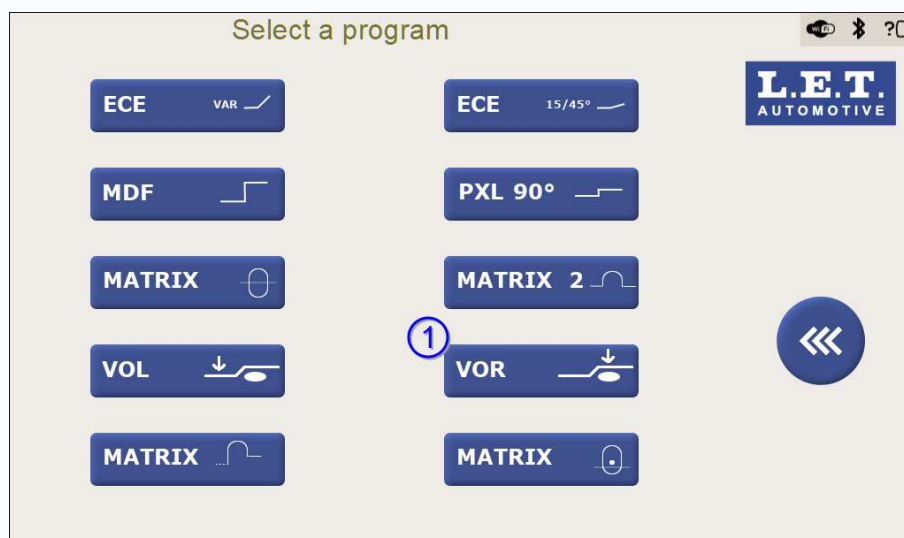 Select a program
WiFi ?
L.E.T.
AUTOMOTIVE
ECE VAR
ECE 15/45°
MDF
PXL 90°
MATRIX
MATRIX 2
1
VOL
VOR
MATRIX
MATRIX